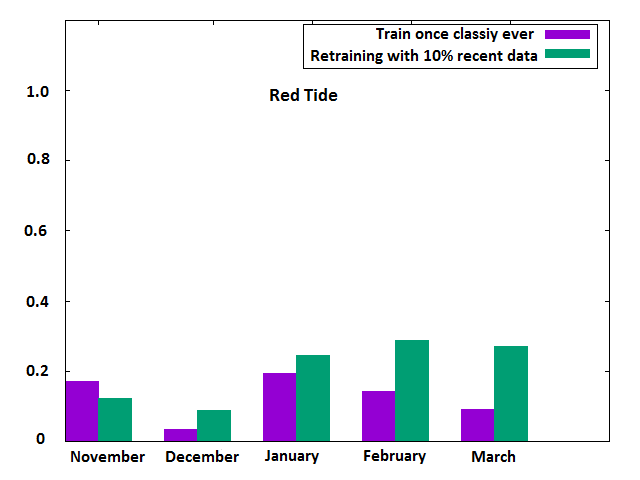 Train once classiy ever
Retraining with 10% recent data
Red Tide
1.0
0.8
0.6
0.4
0.2
0
November December January February March